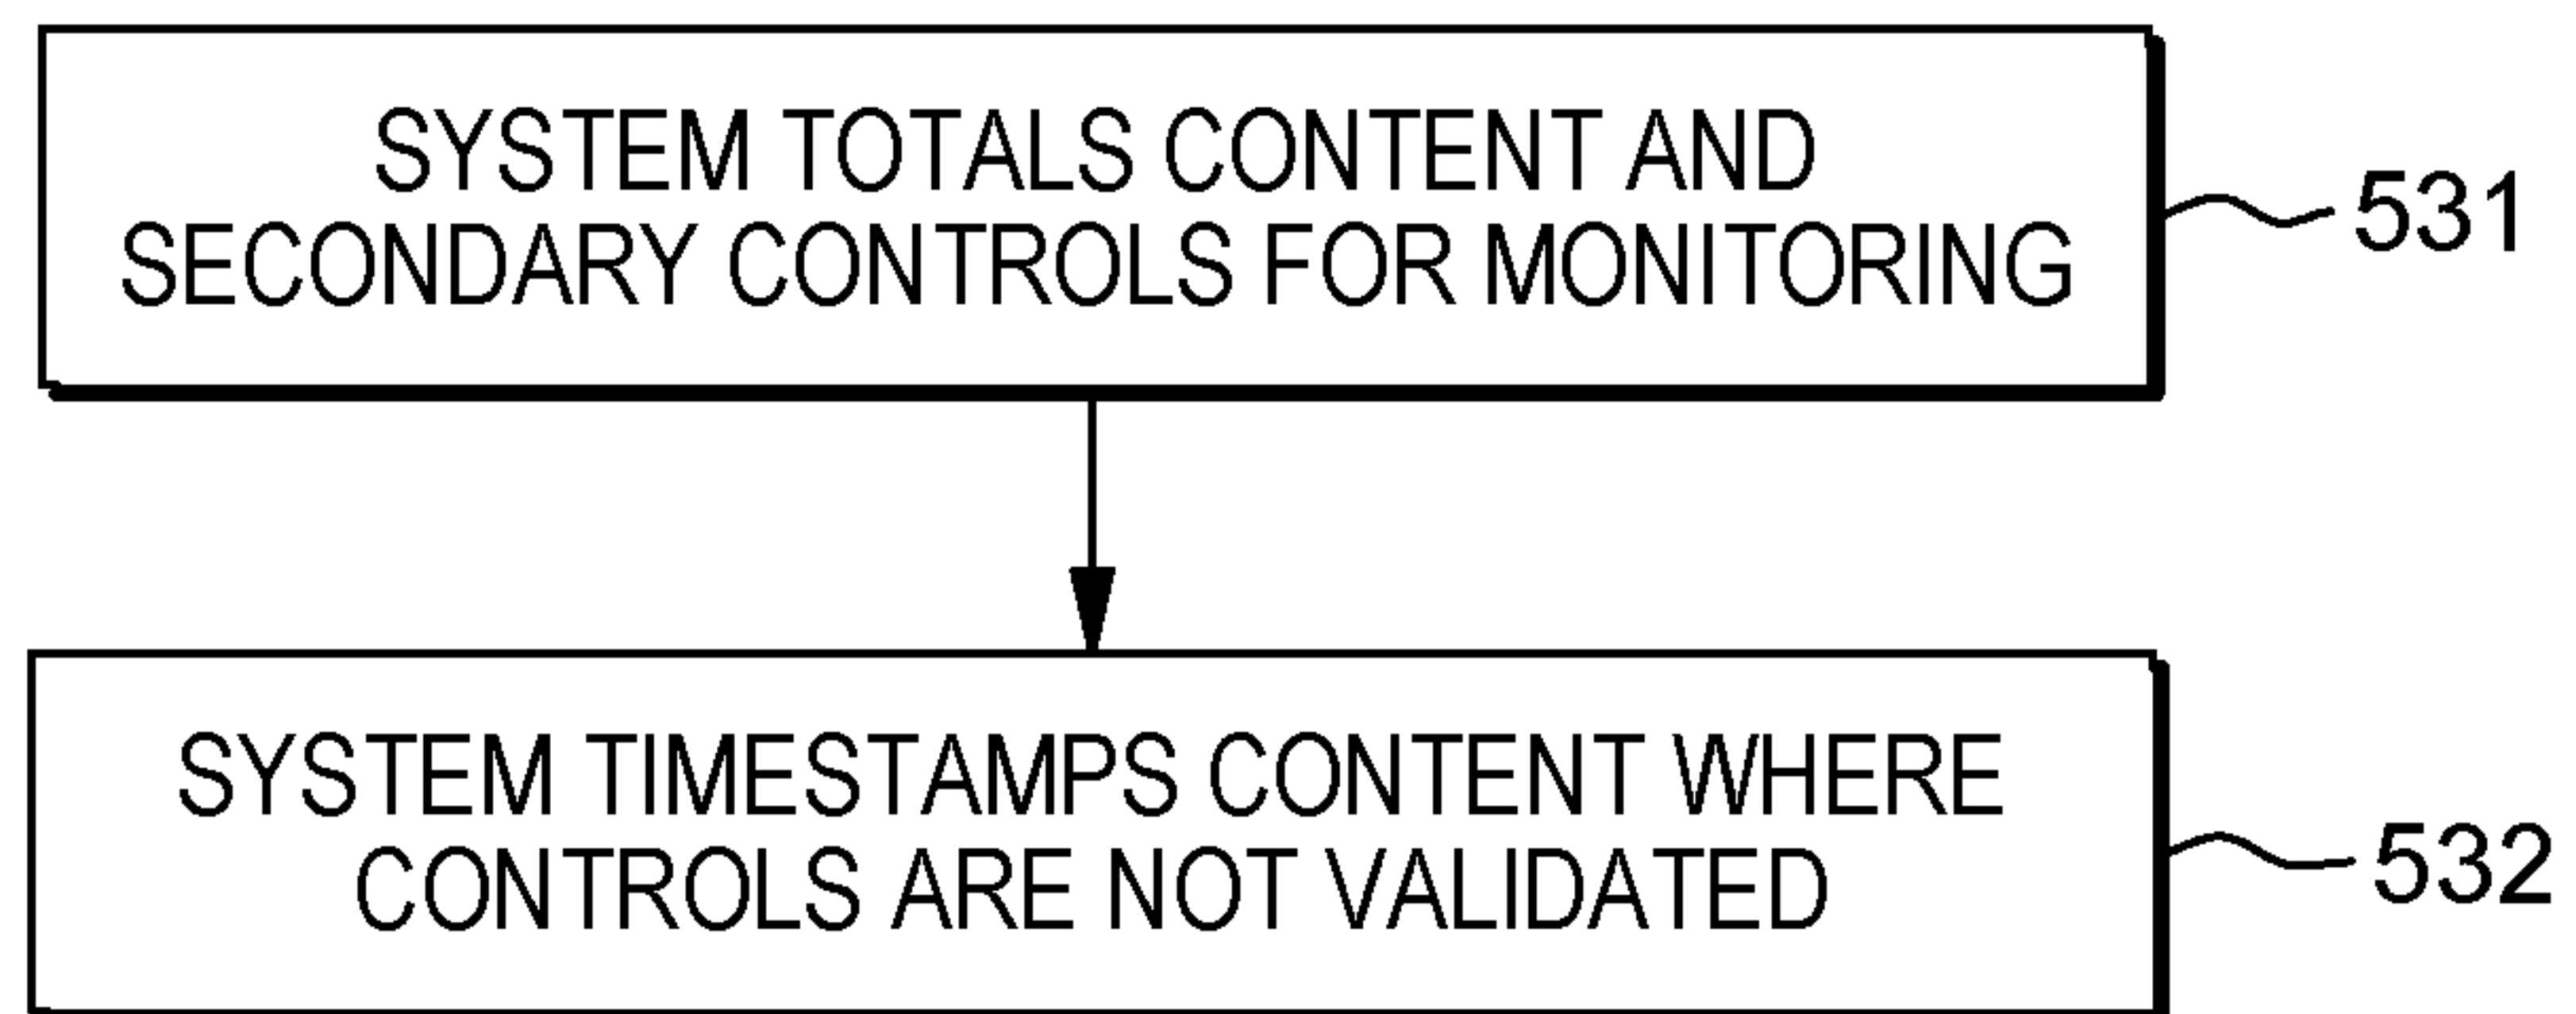 SYSTEM TOTALS CONTENT AND
SECONDARY CONTROLS FOR MONITORING
531
SYSTEM TIMESTAMPS CONTENT WHERE
CONTROLS ARE NOT VALIDATED
532